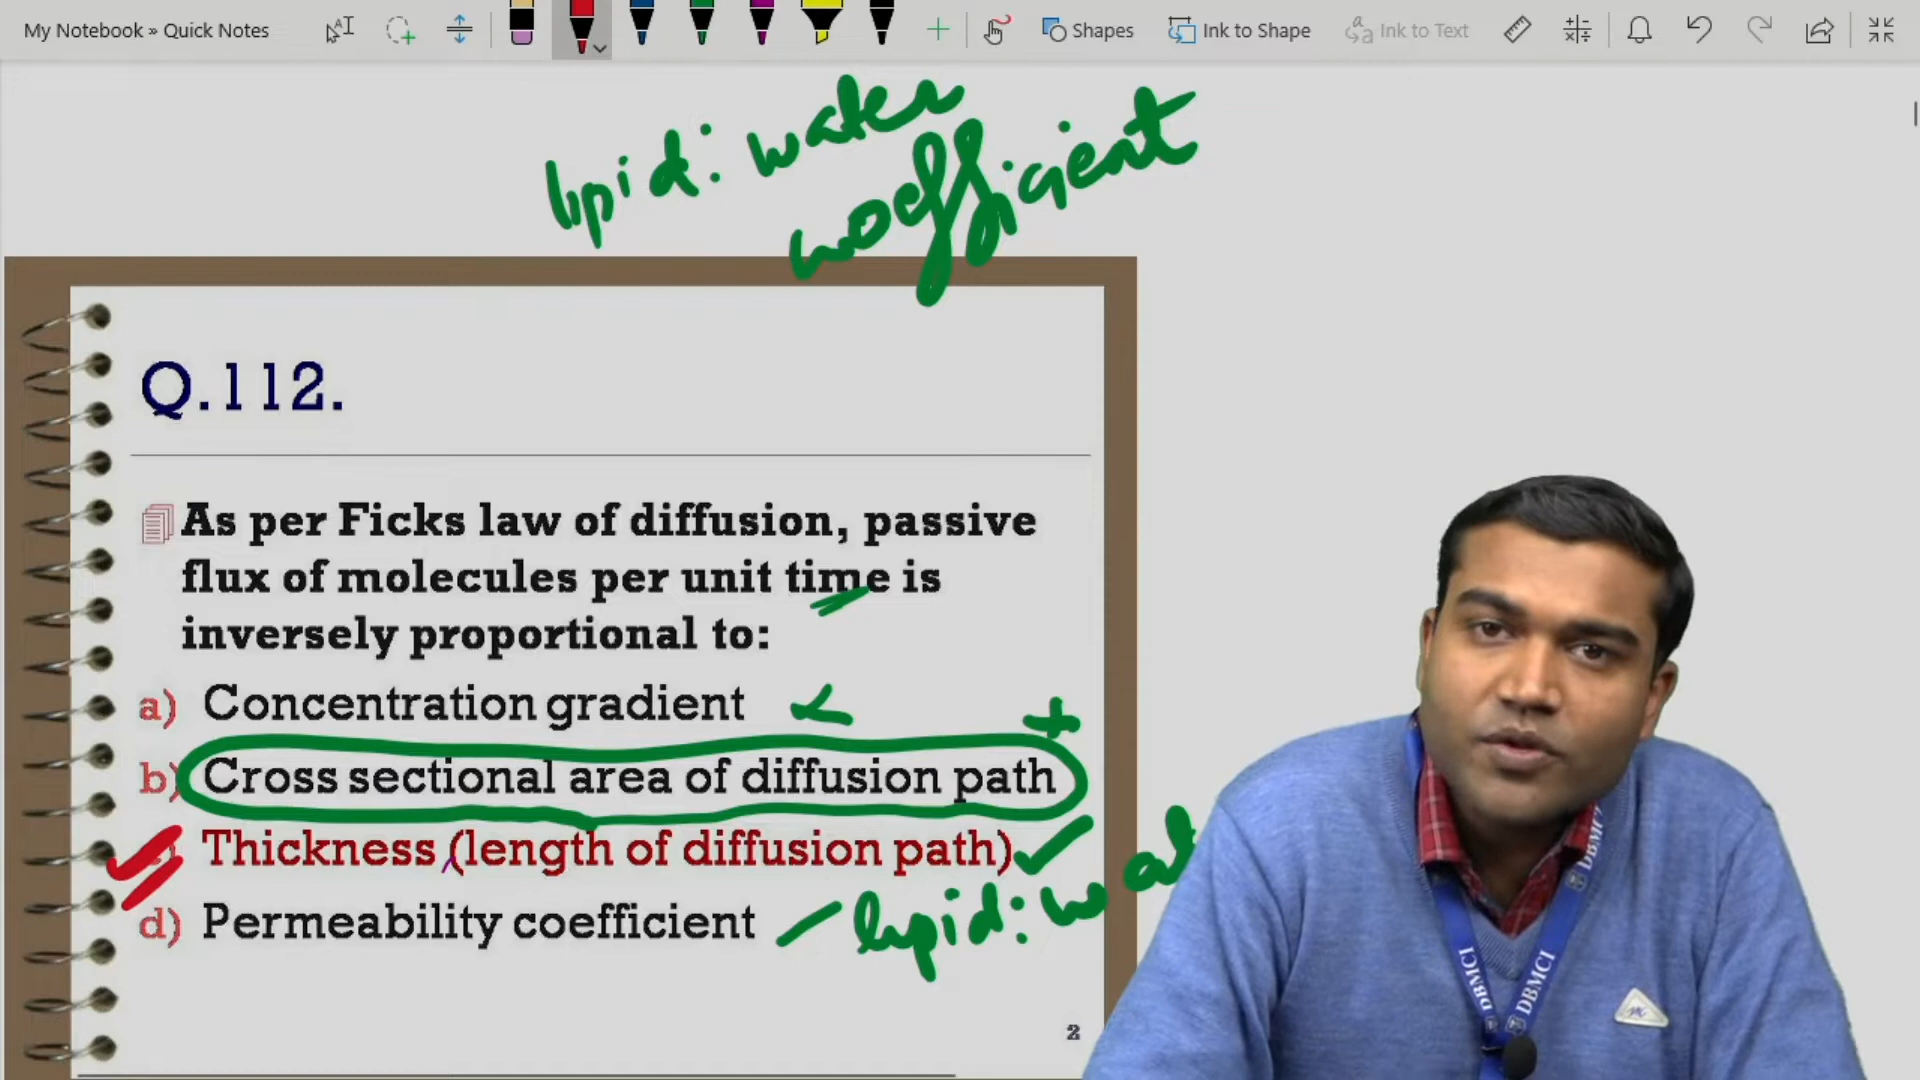 My Notebook » Quick Notes
Shapes
Ink to Shape
Ink to Text
lipid: water
coefficient
Q.112.
As per Ficks law of diffusion, passive
flux of molecules per unit time is
inversely proportional to:
a) Concentration gradient
b) Cross sectional area of diffusion path
Thickness (length of diffusion path)
d) Permeability coefficient
lipid: wat
2
DBMCI
DBMCI
DBMCI